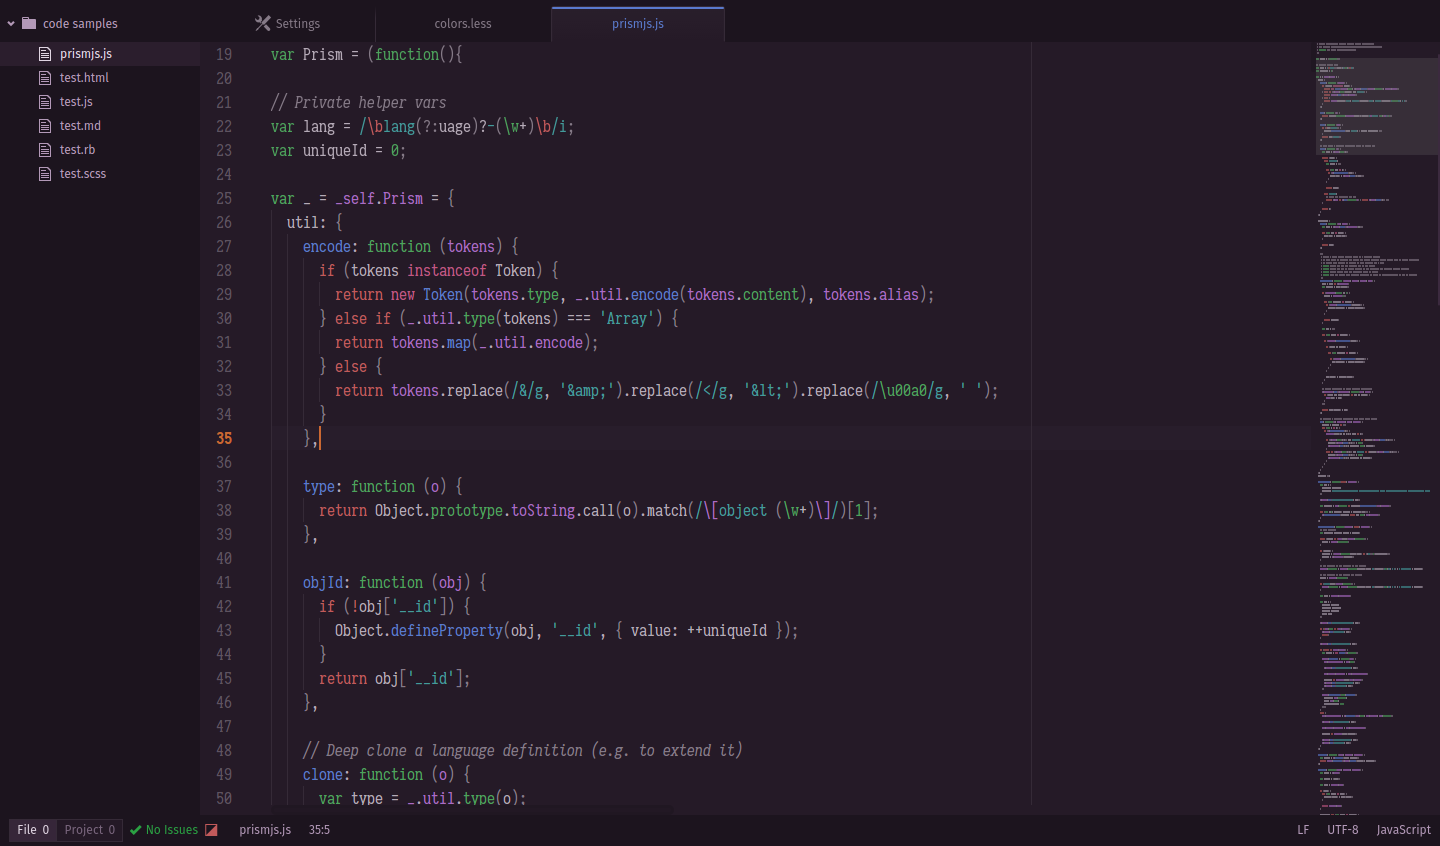 code samples
prismjs.js
test.html
test.js
test.md
test.rb
test.scss
Settings
colors.less
prismjs.js
19 var Prism = (function(){
20
21 // Private helper vars
22 var lang = /\blang(?:uage)?-(\w+)\b/i;
23 var uniqueId = 0;
24
25 var _ = _self.Prism = {
26 util: {
27 encode: function (tokens) {
28 if (tokens instanceof Token) {
29 return new Token(tokens.type, _.util.encode(tokens.content), tokens.alias);
30 } else if (_.util.type(tokens) === 'Array') {
31 return tokens.map(_.util.encode);
32 } else {
33 return tokens.replace(/&/g, '&amp;').replace(/</g, '&lt;').replace(/\u00a0/g, ' ');
34 }
35 },
36
37 type: function (o) {
38 return Object.prototype.toString.call(o).match(/\[object (\w+)\]/)[1];
39 },
40
41 objId: function (obj) {
42 if (!obj['__id']) {
43 Object.defineProperty(obj, '__id', { value: ++uniqueId });
44 }
45 return obj['__id'];
46 },
47
48 // Deep clone a language definition (e.g. to extend it)
49 clone: function (o) {
50 var type = _.util.type(o);
File 0 Project 0 No Issues prismjs.js 35:5 LF UTF-8 JavaScript